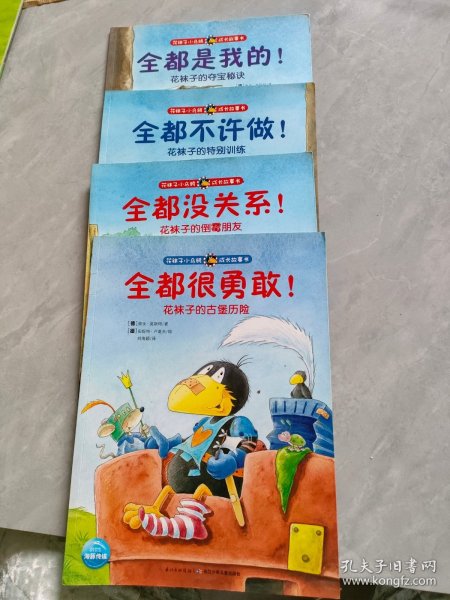 花袜子小乌鸦 成长故事书
全都是我的！
花袜子的夺宝秘诀
花袜子小乌鸦 成长故事书
全都不许做！
花袜子的特别训练
花袜子小乌鸦 成长故事书
全都没关系！
花袜子的倒霉朋友
花袜子小乌鸦 成长故事书
全都很勇敢！
花袜子的古堡历险
海豚传媒
孔夫子旧书网